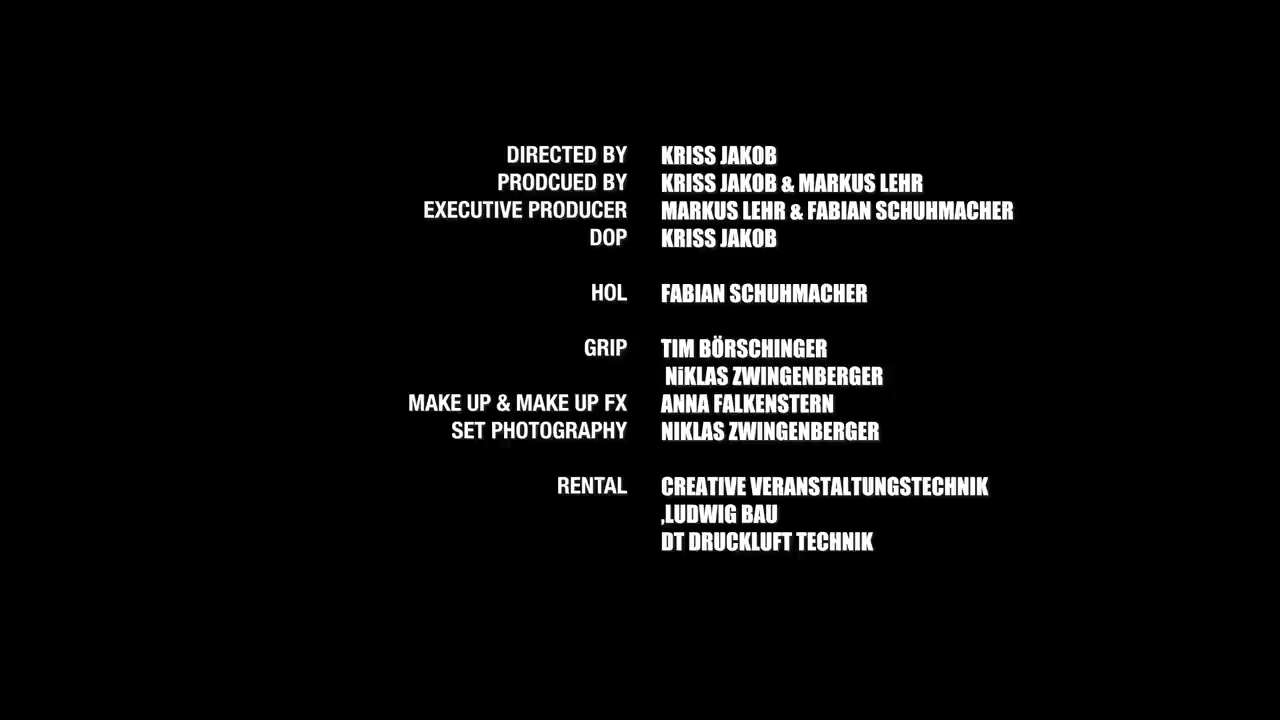 DIRECTED BY KRISS JAKOB
PRODCUED BY KRISS JAKOB & MARKUS LEHR
EXECUTIVE PRODUCER MARKUS LEHR & FABIAN SCHUHMACHER
DOP KRISS JAKOB
HOL FABIAN SCHUHMACHER
GRIP TIM BÖRSCHINGER
NiKLAS ZWINGENBERGER
MAKE UP & MAKE UP FX ANNA FALKENSTERN
SET PHOTOGRAPHY NIKLAS ZWINGENBERGER
RENTAL CREATIVE VERANSTALTUNGSTECHNIK
,LUDWIG BAU
DT DRUCKLUFT TECHNIK